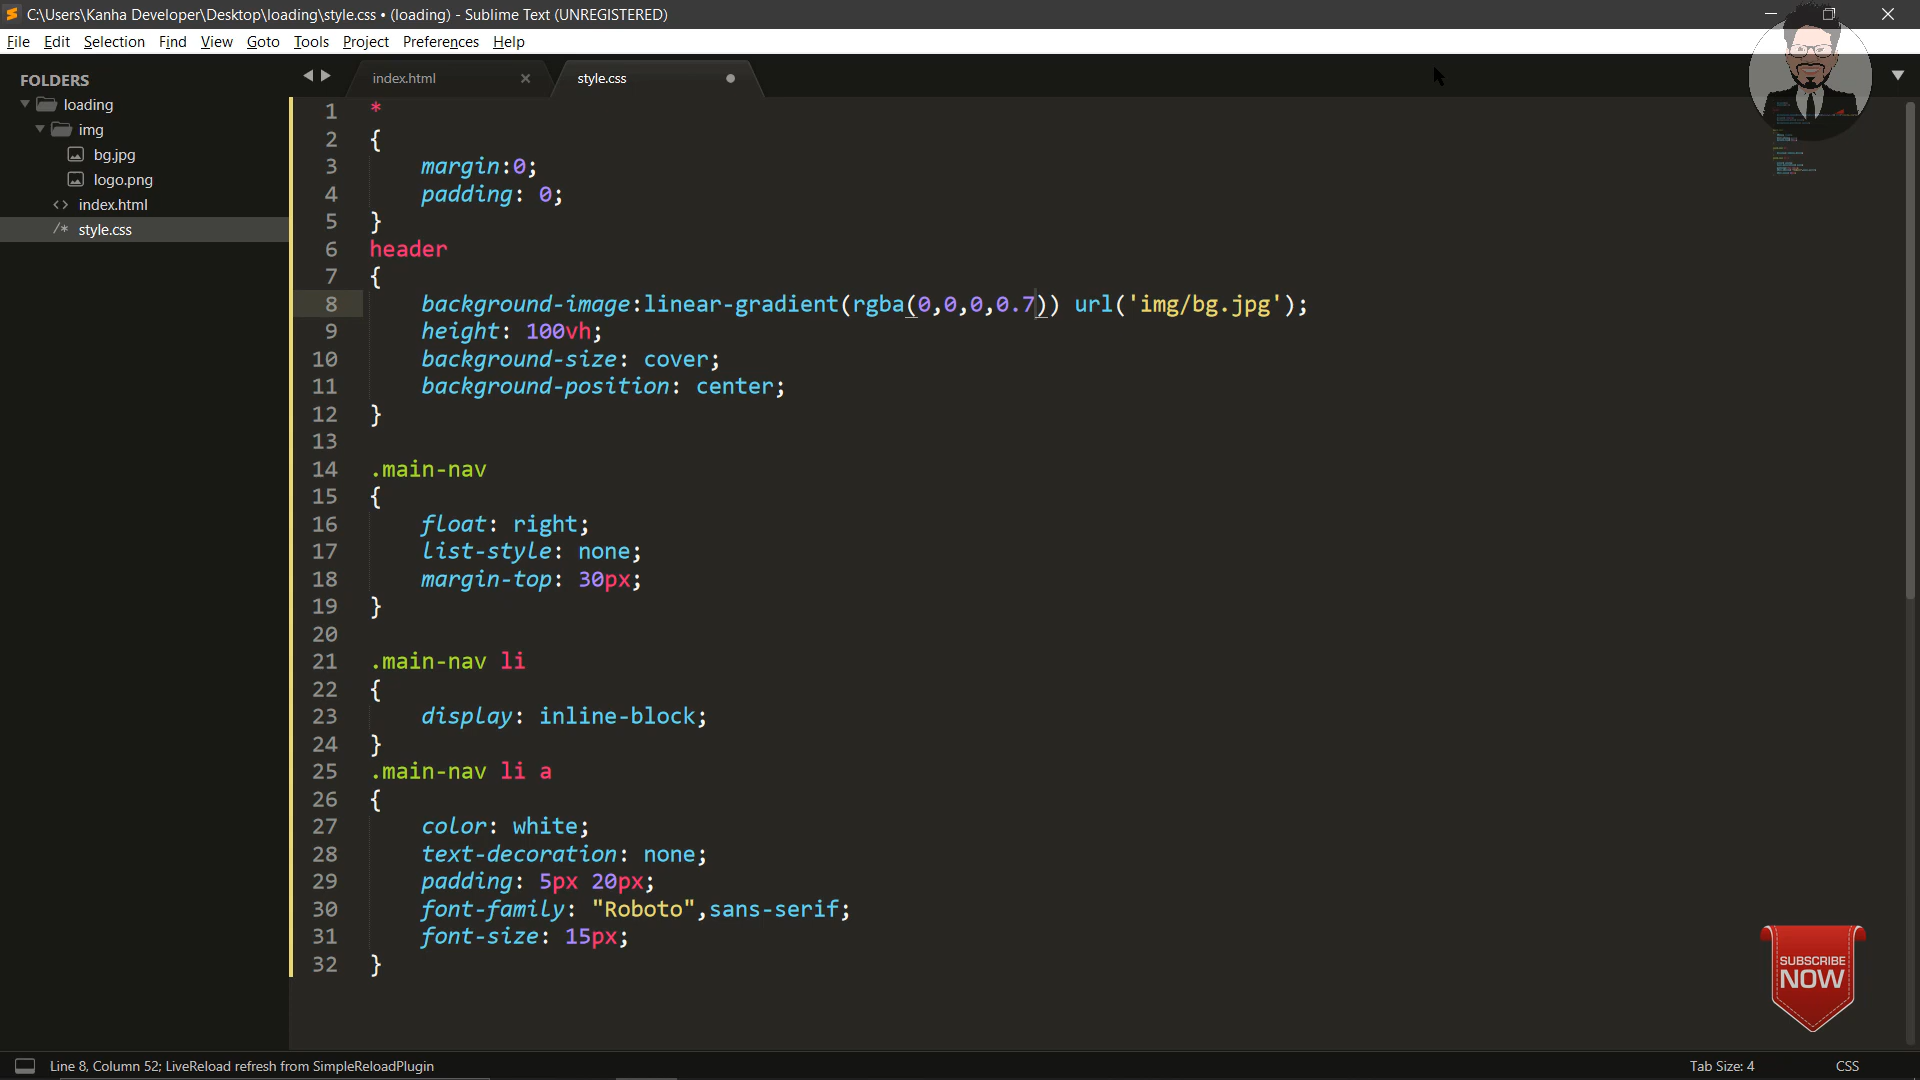 C:\Users\Kanha Developer\Desktop\loading\style.css • (loading) - Sublime Text (UNREGISTERED)
File Edit Selection Find View Goto Tools Project Preferences Help
FOLDERS
loading
img
bg.jpg
logo.png
index.html
style.css
index.html
style.css
1 *
2 {
3 margin:0;
4 padding: 0;
5 }
6 header
7 {
8 background-image:linear-gradient(rgba(0,0,0,0.7)) url('img/bg.jpg');
9 height: 100vh;
10 background-size: cover;
11 background-position: center;
12 }
13
14 .main-nav
15 {
16 float: right;
17 list-style: none;
18 margin-top: 30px;
19 }
20
21 .main-nav li
22 {
23 display: inline-block;
24 }
25 .main-nav li a
26 {
27 color: white;
28 text-decoration: none;
29 padding: 5px 20px;
30 font-family: "Roboto",sans-serif;
31 font-size: 15px;
32 }
SUBSCRIBE
NOW
Line 8, Column 52; LiveReload refresh from SimpleReloadPlugin
Tab Size: 4
CSS